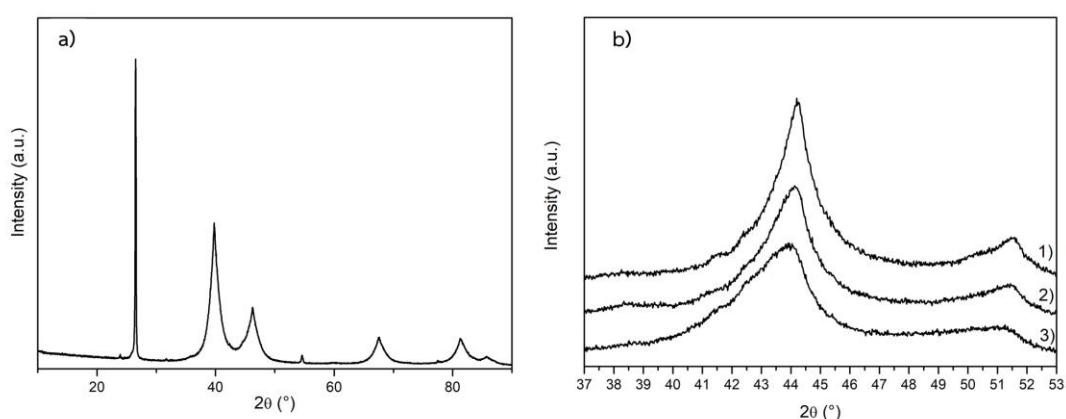 a)
Intensity (a.u.)
20 40 60 80
2θ (°)
b)
Intensity (a.u.)
1)
2)
3)
37 38 39 40 41 42 43 44 45 46 47 48 49 50 51 52 53
2θ (°)